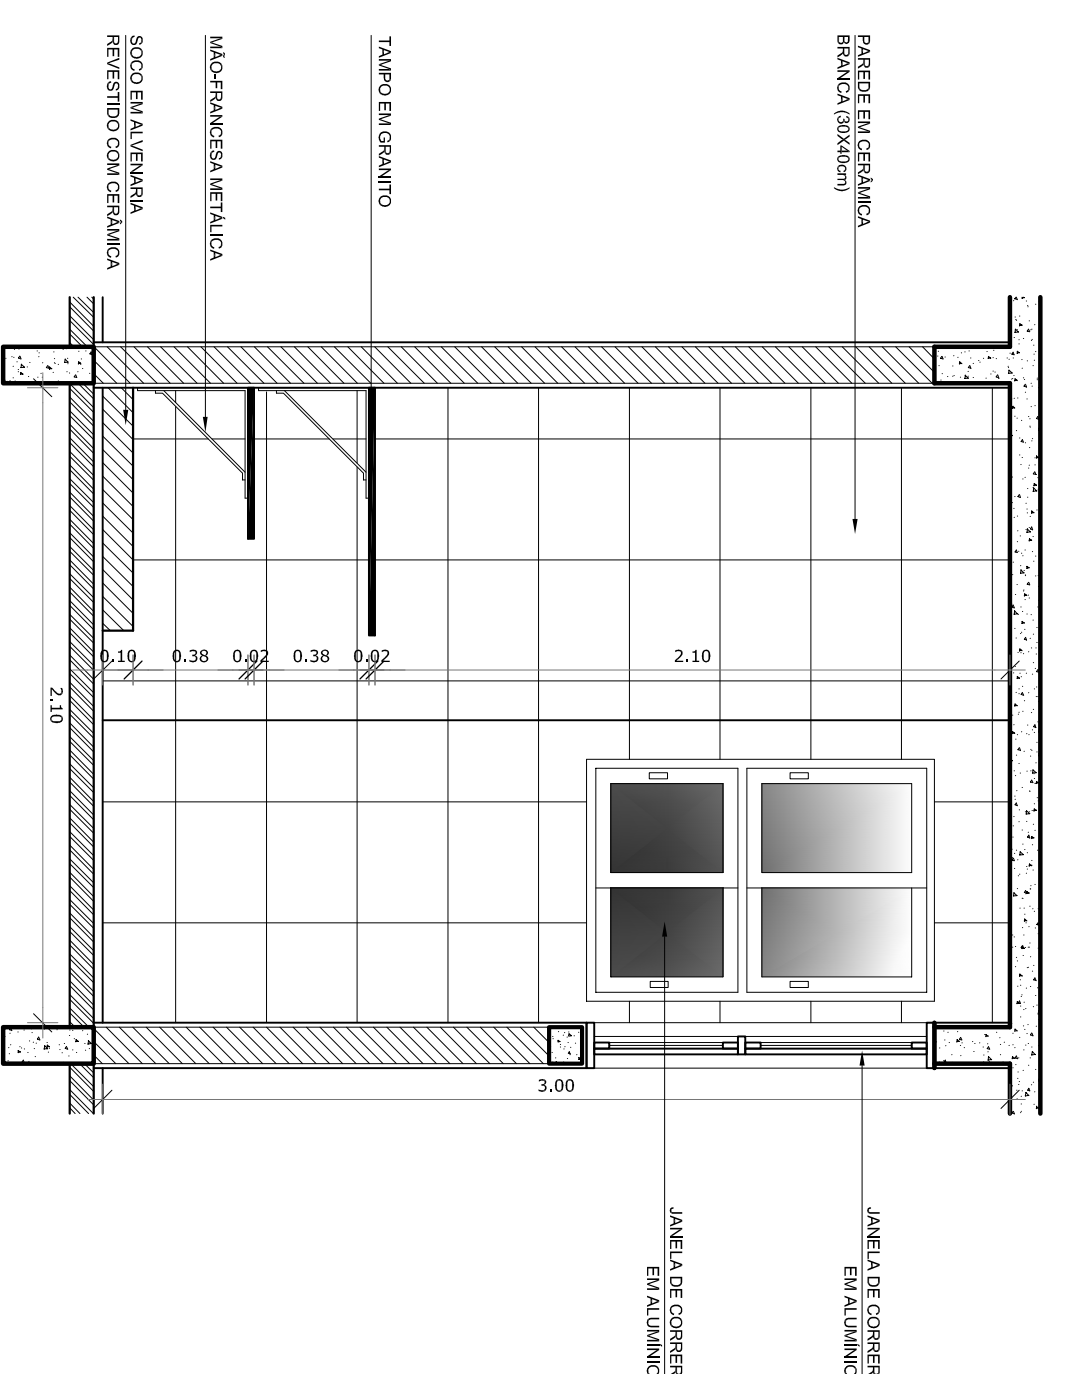 PAREDE EM CERÂMICA
BRANCA (30X40cm)
TAMPO EM GRANITO
MÃO-FRANCESA METÁLICA
SOCO EM ALVENARIA
REVESTIDO COM CERÂMICA
0.10
0.38
0.02
0.38
0.02
2.10
2.10
3.00
JANELA DE CORRER
EM ALUMÍNIO
JANELA DE CORRER
EM ALUMÍNIO